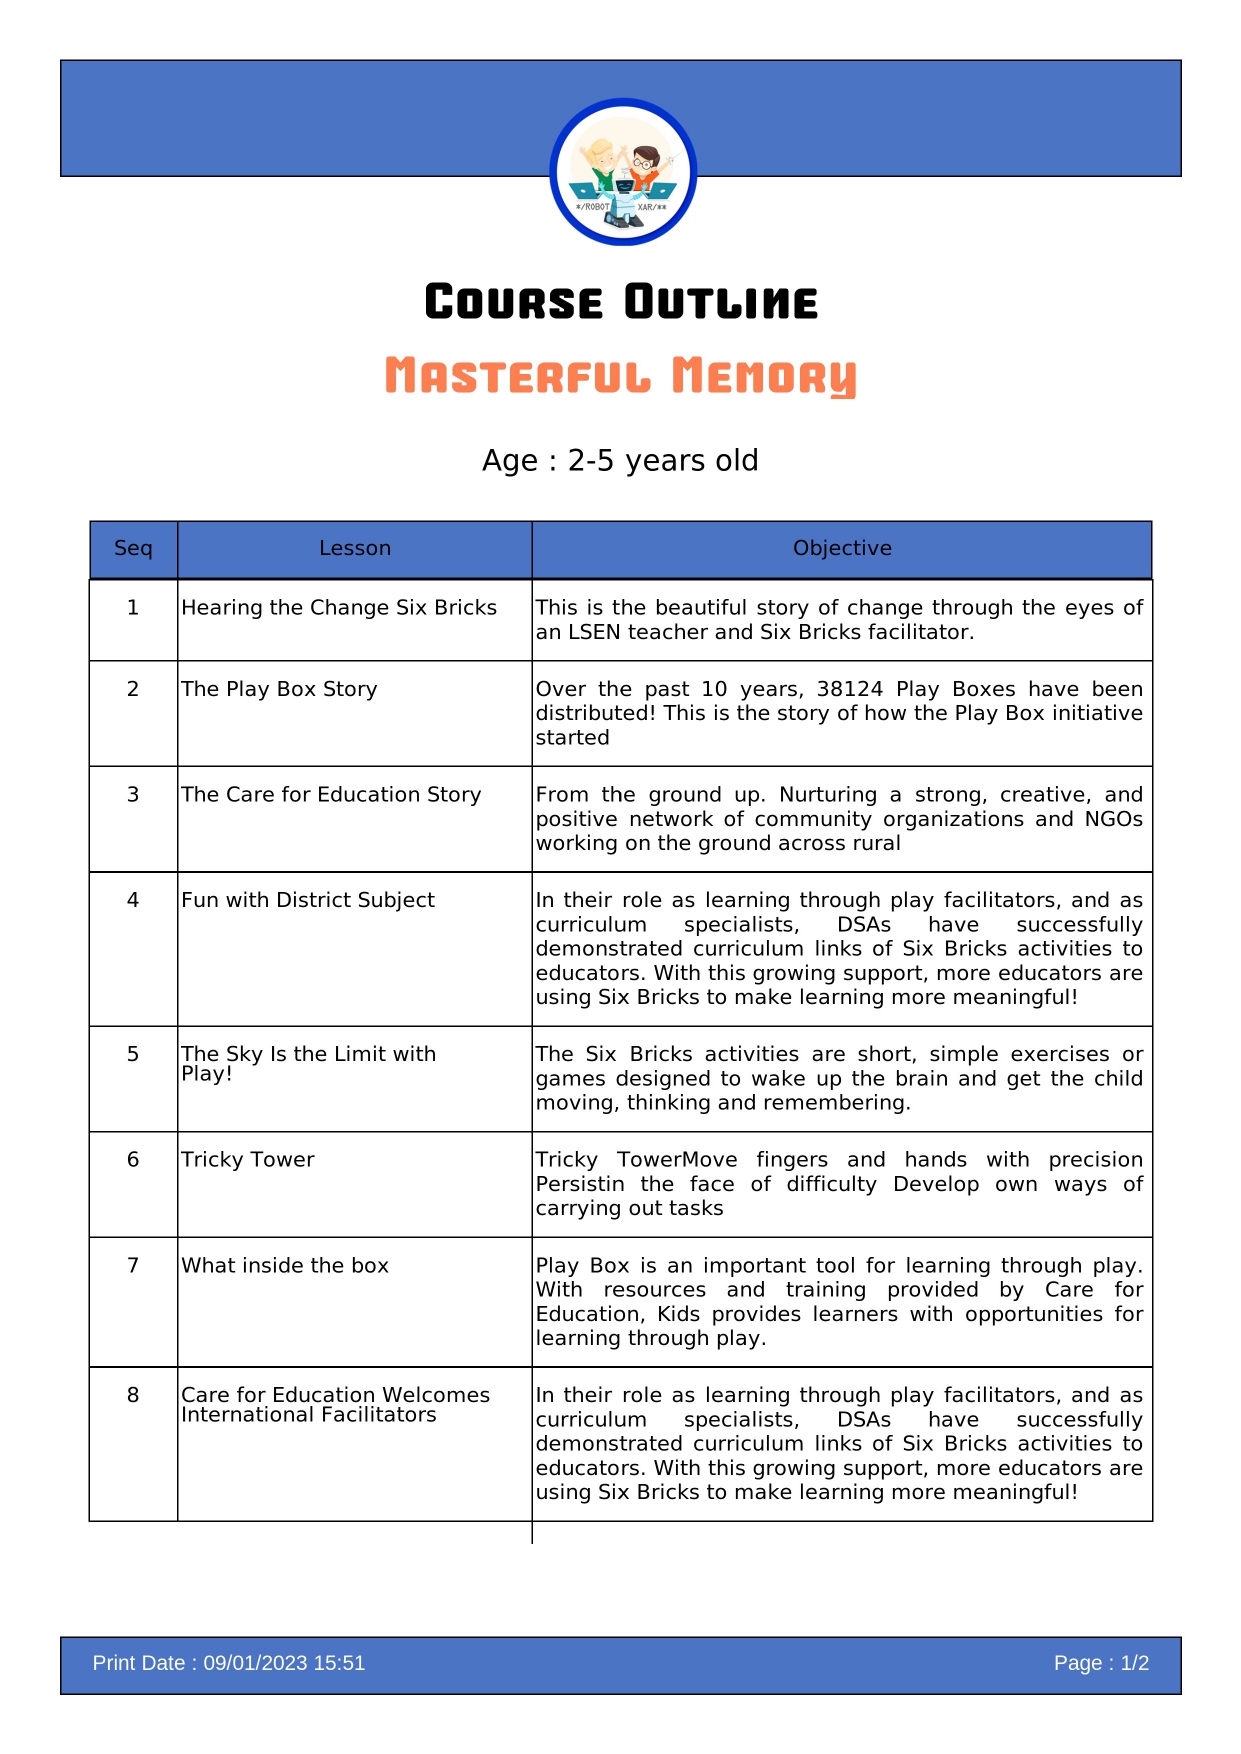 */ROBOT XAR/**
Course Outline
Masterful Memory
Age : 2-5 years old
Seq Lesson Objective
1 Hearing the Change Six Bricks This is the beautiful story of change through the eyes of
an LSEN teacher and Six Bricks facilitator.
2 The Play Box Story Over the past 10 years, 38124 Play Boxes have been
distributed! This is the story of how the Play Box initiative
started
3 The Care for Education Story From the ground up. Nurturing a strong, creative, and
positive network of community organizations and NGOs
working on the ground across rural
4 Fun with District Subject In their role as learning through play facilitators, and as
curriculum specialists, DSAs have successfully
demonstrated curriculum links of Six Bricks activities to
educators. With this growing support, more educators are
using Six Bricks to make learning more meaningful!
5 The Sky Is the Limit with
Play!
The Six Bricks activities are short, simple exercises or
games designed to wake up the brain and get the child
moving, thinking and remembering.
6 Tricky Tower Tricky TowerMove fingers and hands with precision
Persistin the face of difficulty Develop own ways of
carrying out tasks
7 What inside the box Play Box is an important tool for learning through play.
With resources and training provided by Care for
Education, Kids provides learners with opportunities for
learning through play.
8 Care for Education Welcomes
International Facilitators
In their role as learning through play facilitators, and as
curriculum specialists, DSAs have successfully
demonstrated curriculum links of Six Bricks activities to
educators. With this growing support, more educators are
using Six Bricks to make learning more meaningful!
Print Date : 09/01/2023 15:51 Page : 1/2